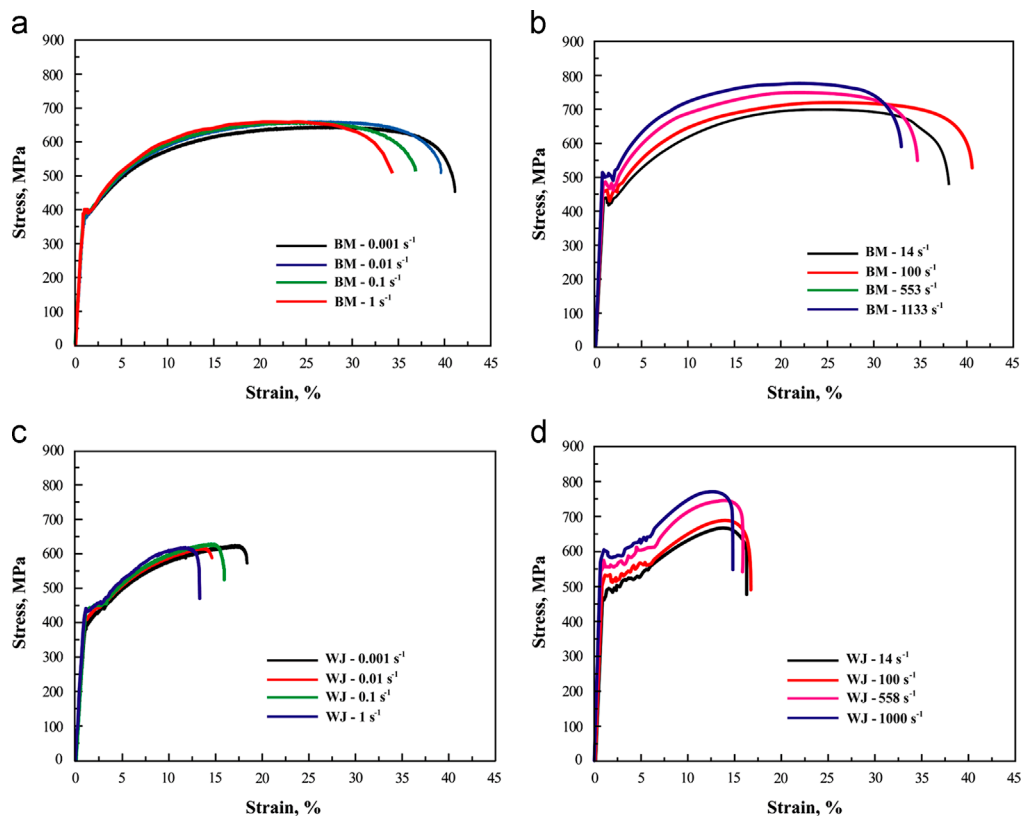 a
900
800
700
600
500
400
300
200
100
0
Stress, MPa
BM - 0.001 s⁻¹
BM - 0.01 s⁻¹
BM - 0.1 s⁻¹
BM - 1 s⁻¹
0 5 10 15 20 25 30 35 40 45
Strain, %
b
900
800
700
600
500
400
300
200
100
0
Stress, MPa
BM - 14 s⁻¹
BM - 100 s⁻¹
BM - 553 s⁻¹
BM - 1133 s⁻¹
0 5 10 15 20 25 30 35 40 45
Strain, %
c
900
800
700
600
500
400
300
200
100
0
Stress, MPa
WJ - 0.001 s⁻¹
WJ - 0.01 s⁻¹
WJ - 0.1 s⁻¹
WJ - 1 s⁻¹
0 5 10 15 20 25 30 35 40 45
Strain, %
d
900
800
700
600
500
400
300
200
100
0
Stress, MPa
WJ - 14 s⁻¹
WJ - 100 s⁻¹
WJ - 558 s⁻¹
WJ - 1000 s⁻¹
0 5 10 15 20 25 30 35 40 45
Strain, %